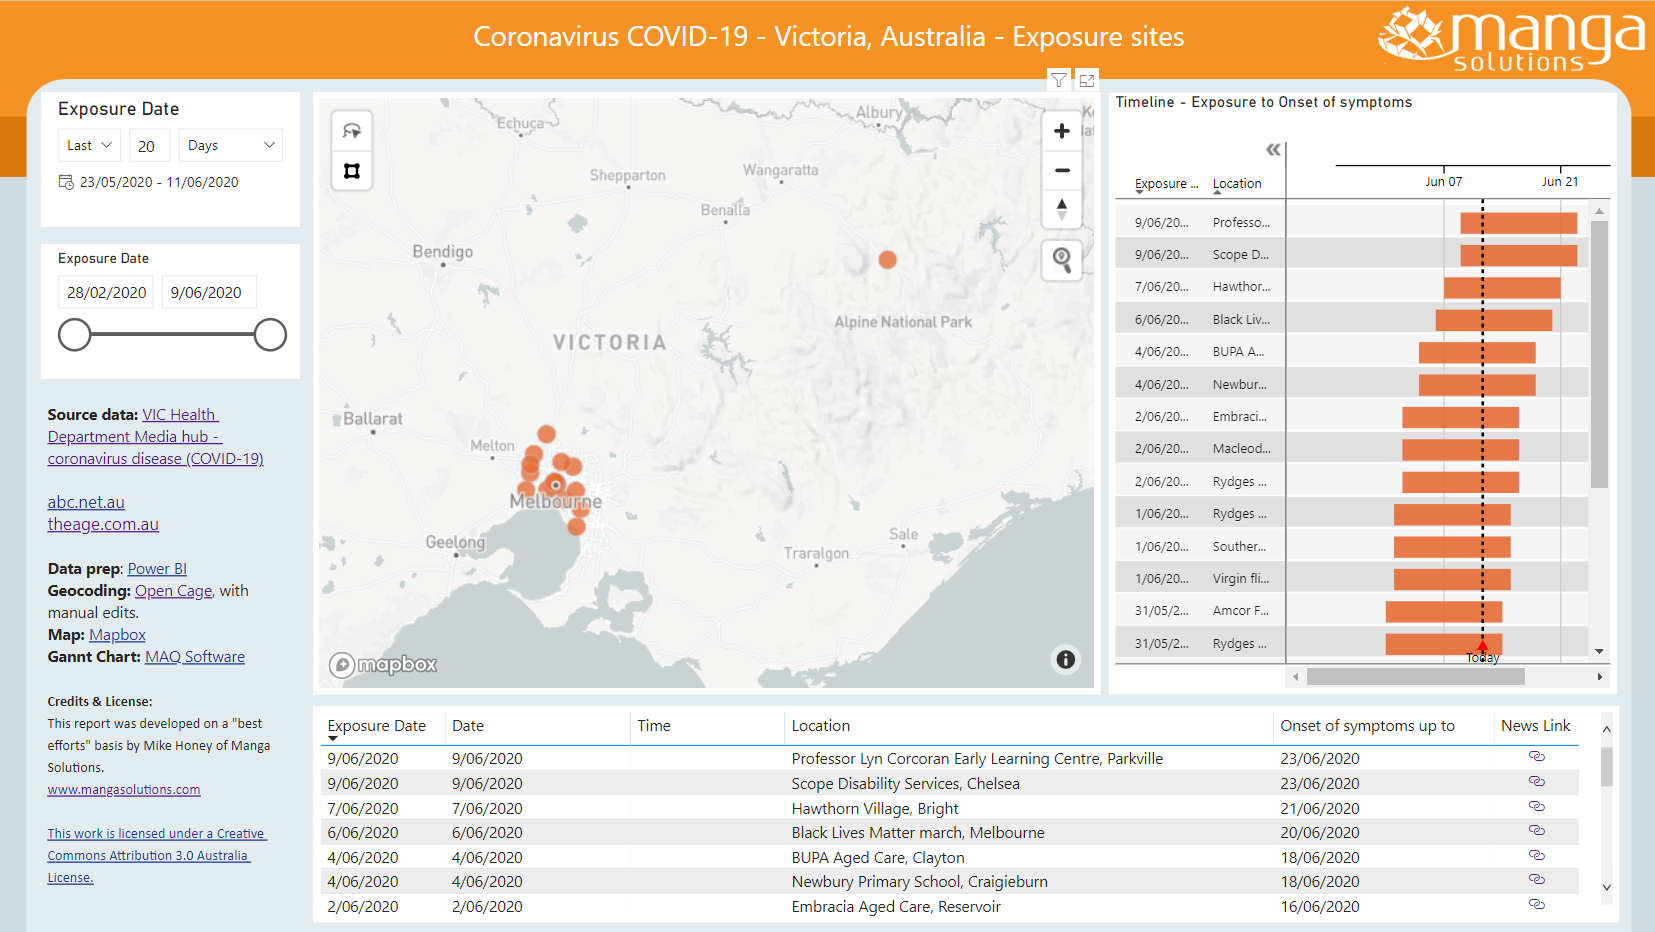 Coronavirus COVID-19 - Victoria, Australia - Exposure sites
manga
solutions
Exposure Date
Last 20 Days
23/05/2020 - 11/06/2020
Exposure Date
28/02/2020 9/06/2020
Source data: VIC Health
Department Media hub -
coronavirus disease (COVID-19)
abc.net.au
theage.com.au
Data prep: Power BI
Geocoding: Open Cage, with
manual edits.
Map: Mapbox
Gannt Chart: MAQ Software
Credits & License:
This report was developed on a "best
efforts" basis by Mike Honey of Manga
Solutions.
www.mangasolutions.com
This work is licensed under a Creative
Commons Attribution 3.0 Australia
License.
Echuca
Albury
Shepparton
Wangaratta
Benalla
Bendigo
Alpine National Park
VICTORIA
Ballarat
Melton
Melbourne
Geelong
Sale
Traralgon
mapbox
Timeline - Exposure to Onset of symptoms
Jun 07 Jun 21
Exposure ... Location
9/06/20... Professo...
9/06/20... Scope D...
7/06/20... Hawthor...
6/06/20... Black Liv...
4/06/20... BUPA A...
4/06/20... Newbur...
2/06/20... Embraci...
2/06/20... Macleod...
2/06/20... Rydges ...
1/06/20... Rydges ...
1/06/20... Souther...
1/06/20... Virgin fli...
31/05/2... Amcor F...
31/05/2... Rydges ...
Today
Exposure Date Date Time Location Onset of symptoms up to News Link
9/06/2020 9/06/2020 Professor Lyn Corcoran Early Learning Centre, Parkville 23/06/2020
9/06/2020 9/06/2020 Scope Disability Services, Chelsea 23/06/2020
7/06/2020 7/06/2020 Hawthorn Village, Bright 21/06/2020
6/06/2020 6/06/2020 Black Lives Matter march, Melbourne 20/06/2020
4/06/2020 4/06/2020 BUPA Aged Care, Clayton 18/06/2020
4/06/2020 4/06/2020 Newbury Primary School, Craigieburn 18/06/2020
2/06/2020 2/06/2020 Embracia Aged Care, Reservoir 16/06/2020